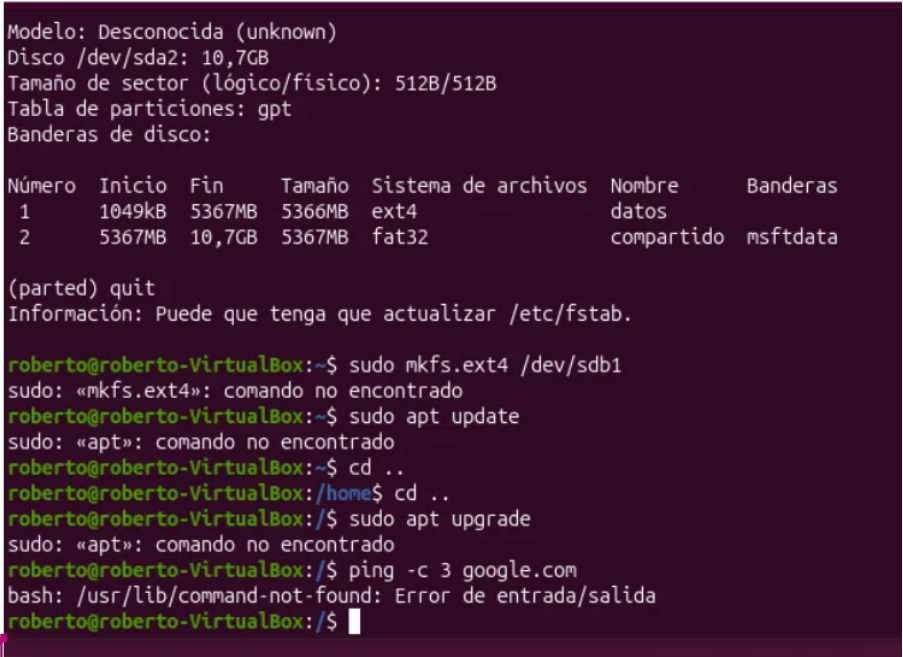 Modelo: Desconocida (unknown)
Disco /dev/sda2: 10,7GB
Tamaño de sector (lógico/físico): 512B/512B
Tabla de particiones: gpt
Banderas de disco:
Número  Inicio  Fin     Tamaño  Sistema de archivos  Nombre      Banderas
 1      1049kB  5367MB  5366MB  ext4                 datos
 2      5367MB  10,7GB  5367MB  fat32                compartido  msftdata
(parted) quit
Información: Puede que tenga que actualizar /etc/fstab.
roberto@roberto-VirtualBox:~$ sudo mkfs.ext4 /dev/sdb1
sudo: «mkfs.ext4»: comando no encontrado
roberto@roberto-VirtualBox:~$ sudo apt update
sudo: «apt»: comando no encontrado
roberto@roberto-VirtualBox:~$ cd ..
roberto@roberto-VirtualBox:/home$ cd ..
roberto@roberto-VirtualBox:/$ sudo apt upgrade
sudo: «apt»: comando no encontrado
roberto@roberto-VirtualBox:/$ ping -c 3 google.com
bash: /usr/lib/command-not-found: Error de entrada/salida
roberto@roberto-VirtualBox:/$